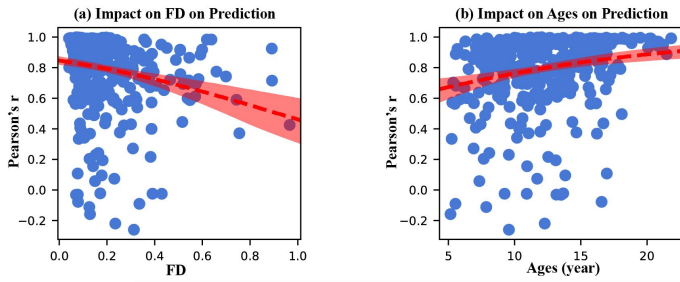 (a) Impact on FD on Prediction
1.0
0.8
0.6
0.4
0.2
0.0
−0.2
Pearson's r
0.0 0.2 0.4 0.6 0.8 1.0
FD
(b) Impact on Ages on Prediction
1.0
0.8
0.6
0.4
0.2
0.0
−0.2
Pearson's r
5 10 15 20
Ages (year)